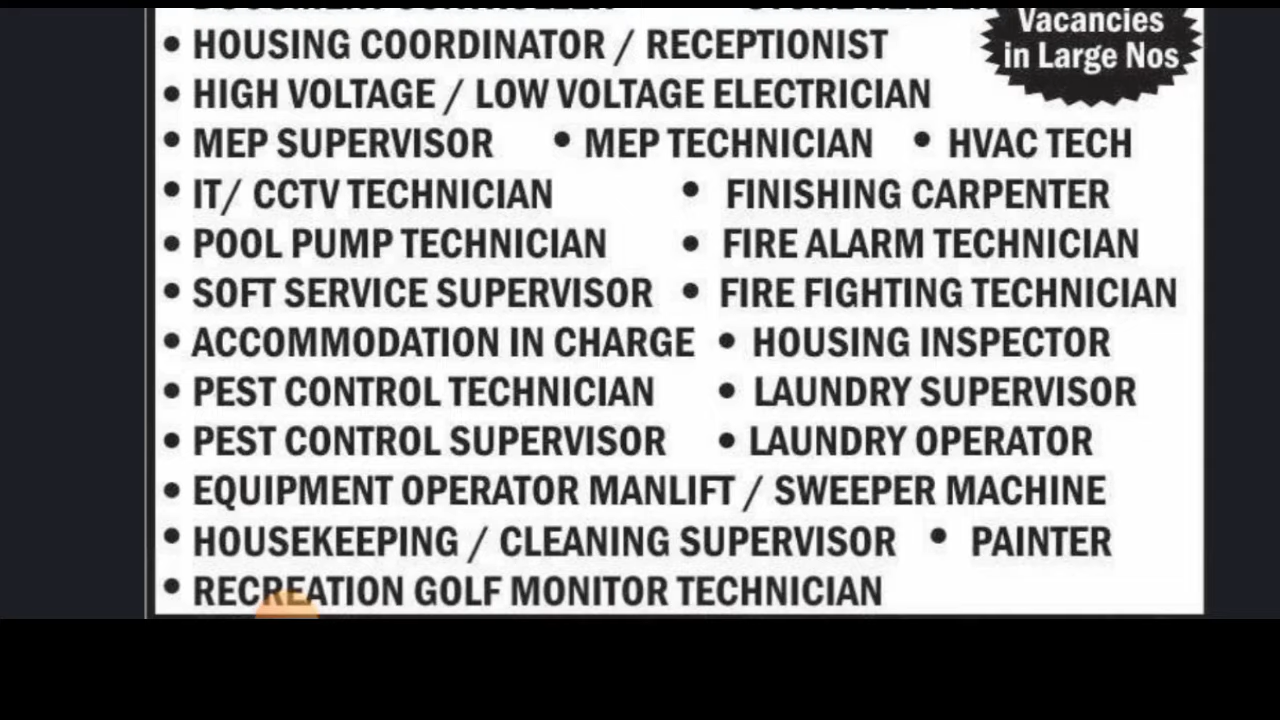 Vacancies
in Large Nos
• HOUSING COORDINATOR / RECEPTIONIST
• HIGH VOLTAGE / LOW VOLTAGE ELECTRICIAN
• MEP SUPERVISOR • MEP TECHNICIAN • HVAC TECH
• IT/ CCTV TECHNICIAN • FINISHING CARPENTER
• POOL PUMP TECHNICIAN • FIRE ALARM TECHNICIAN
• SOFT SERVICE SUPERVISOR • FIRE FIGHTING TECHNICIAN
• ACCOMMODATION IN CHARGE • HOUSING INSPECTOR
• PEST CONTROL TECHNICIAN • LAUNDRY SUPERVISOR
• PEST CONTROL SUPERVISOR • LAUNDRY OPERATOR
• EQUIPMENT OPERATOR MANLIFT / SWEEPER MACHINE
• HOUSEKEEPING / CLEANING SUPERVISOR • PAINTER
• RECREATION GOLF MONITOR TECHNICIAN